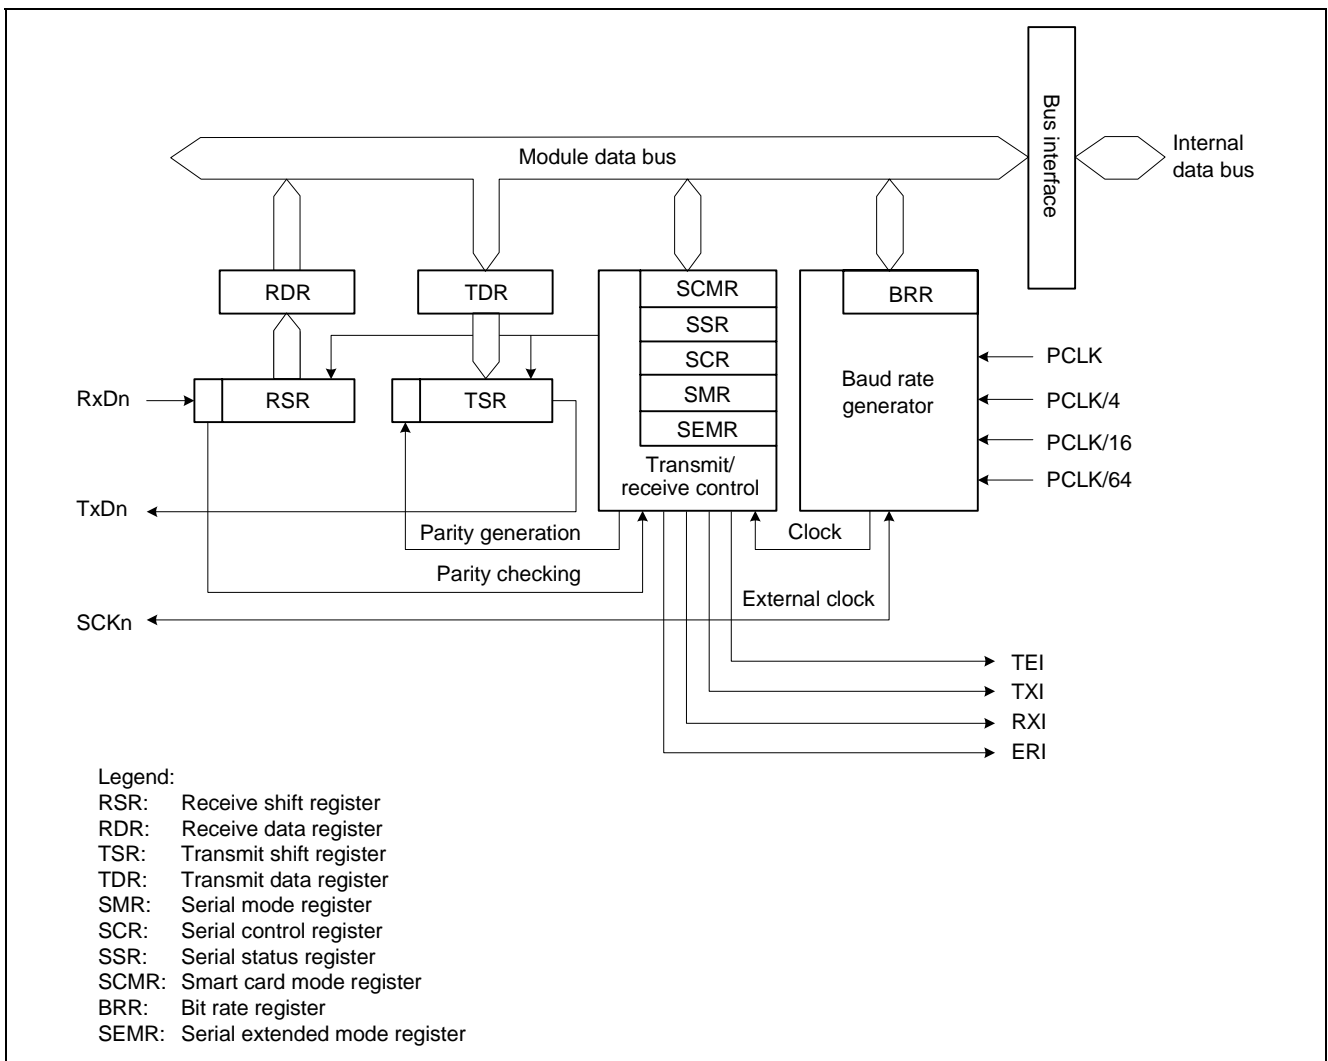 Bus interface
Module data bus
Internal
data bus
RDR
TDR
SCMR
BRR
SSR
SCR
SMR
SEMR
Transmit/
receive control
Baud rate
generator
PCLK
PCLK/4
PCLK/16
PCLK/64
RxDn
RSR
TSR
TxDn
Parity generation
Clock
Parity checking
External clock
SCKn
TEI
TXI
RXI
ERI
Legend:
RSR: Receive shift register
RDR: Receive data register
TSR: Transmit shift register
TDR: Transmit data register
SMR: Serial mode register
SCR: Serial control register
SSR: Serial status register
SCMR: Smart card mode register
BRR: Bit rate register
SEMR: Serial extended mode register